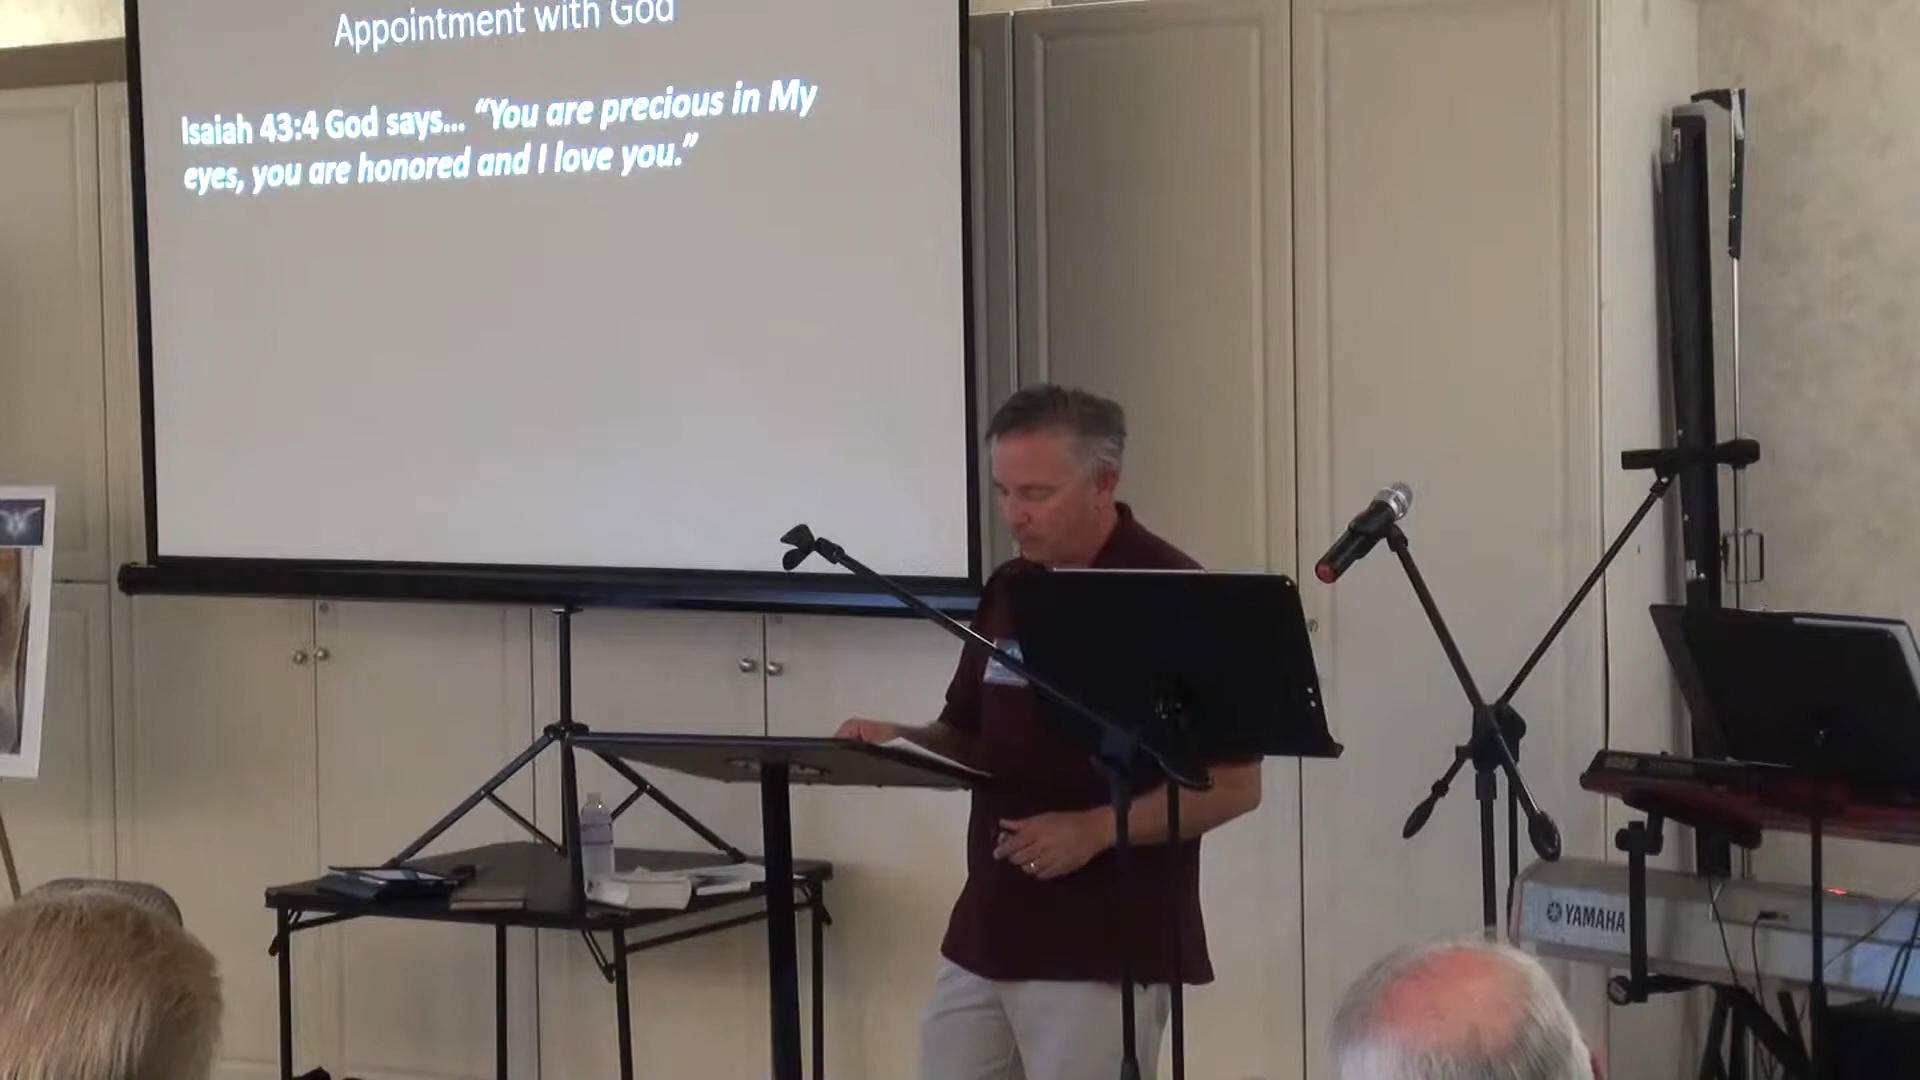 Appointment with God
Isaiah 43:4 God says... “You are precious in My
eyes, you are honored and I love you.”
KORG
YAMAHA